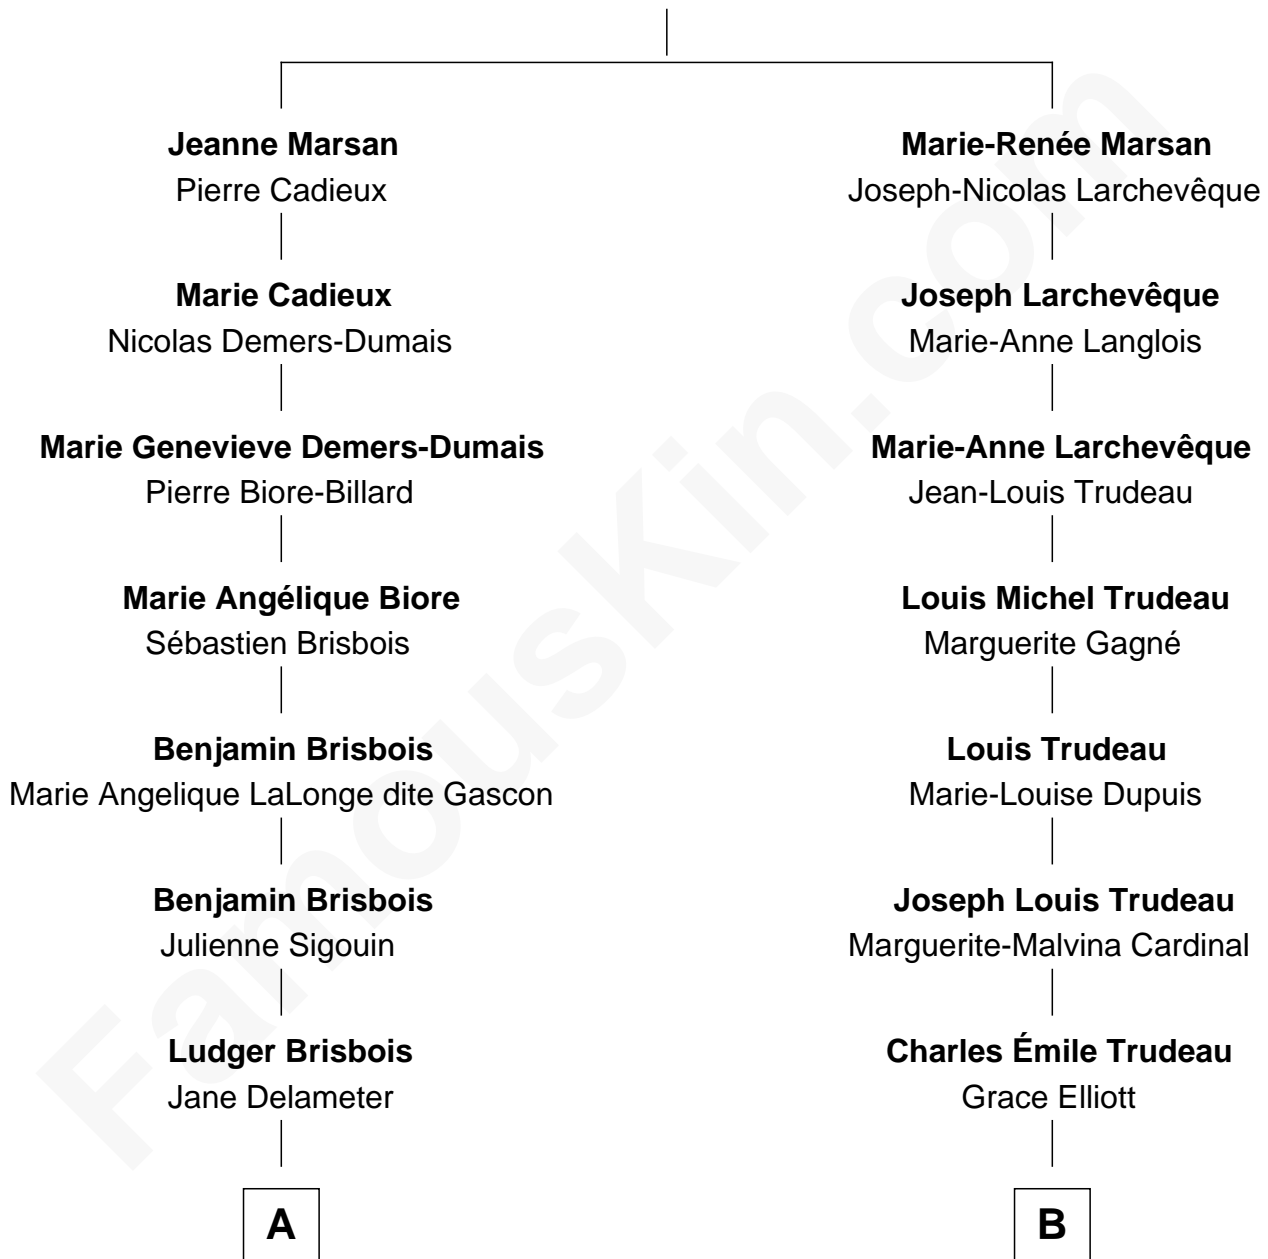 Jeanne Marsan
Pierre Cadieux
Marie Cadieux
Nicolas Demers-Dumais
Marie Genevieve Demers-Dumais
Pierre Biore-Billard
Marie Angélique Biore
Sébastien Brisbois
Benjamin Brisbois
Marie Angelique LaLonge dite Gascon
Benjamin Brisbois
Julienne Sigouin
Ludger Brisbois
Jane Delameter
A
Marie-Renée Marsan
Joseph-Nicolas Larchevêque
Joseph Larchevêque
Marie-Anne Langlois
Marie-Anne Larchevêque
Jean-Louis Trudeau
Louis Michel Trudeau
Marguerite Gagné
Louis Trudeau
Marie-Louise Dupuis
Joseph Louis Trudeau
Marguerite-Malvina Cardinal
Charles Émile Trudeau
Grace Elliott
B
FamousKin.com